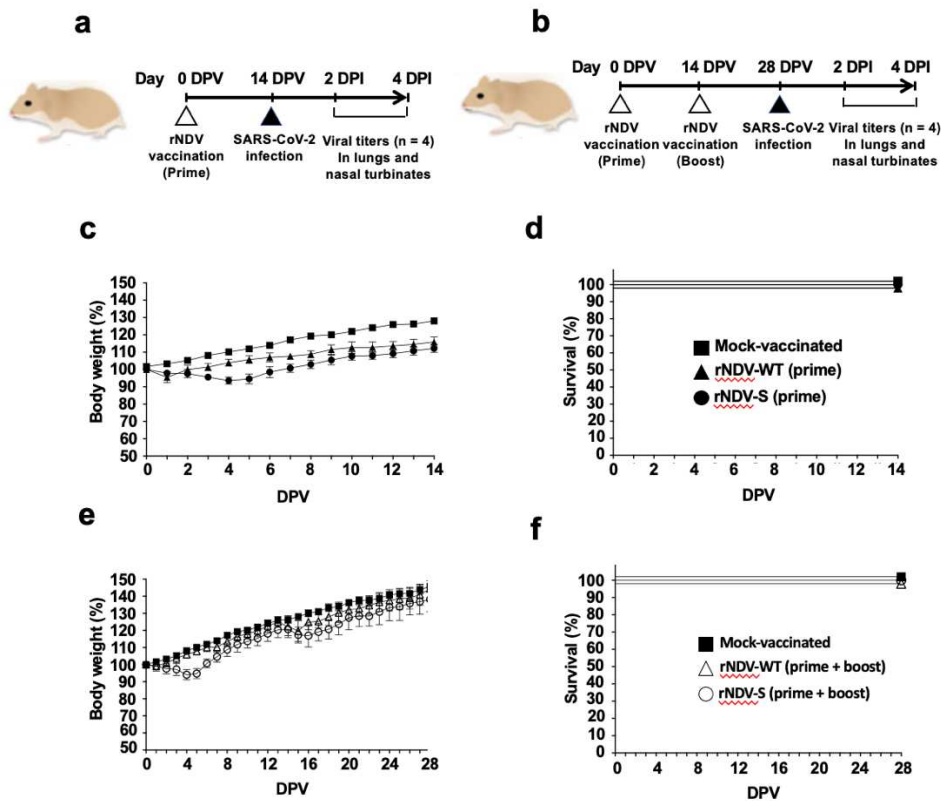 a
Day 0 DPV 14 DPV 2 DPI 4 DPI
rNDV vaccination (Prime)
SARS-CoV-2 infection
Viral titers (n = 4) In lungs and nasal turbinates
b
Day 0 DPV 14 DPV 28 DPV 2 DPI 4 DPI
rNDV vaccination (Prime)
rNDV vaccination (Boost)
SARS-CoV-2 infection
Viral titers (n = 4) In lungs and nasal turbinates
c
Body weight (%)
150
140
130
120
110
100
90
80
70
60
50
0 2 4 6 8 10 12 14
DPV
d
Survival (%)
100
90
80
70
60
50
40
30
20
10
0
Mock-vaccinated
rNDV-WT (prime)
rNDV-S (prime)
0 2 4 6 8 10 12 14
DPV
e
Body weight (%)
150
140
130
120
110
100
90
80
70
60
50
0 4 8 12 16 20 24 28
DPV
f
Survival (%)
100
90
80
70
60
50
40
30
20
10
0
Mock-vaccinated
rNDV-WT (prime + boost)
rNDV-S (prime + boost)
0 4 8 12 16 20 24 28
DPV